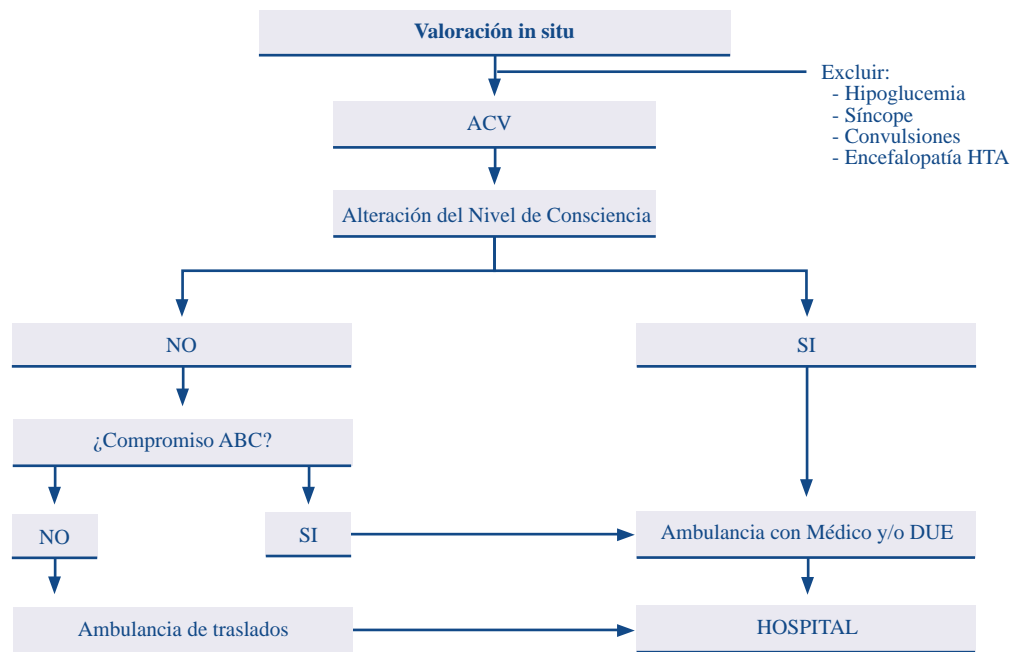 Valoración in situ
Excluir:
- Hipoglucemia
- Síncope
- Convulsiones
- Encefalopatía HTA
ACV
Alteración del Nivel de Consciencia
NO
SI
¿Compromiso ABC?
NO
SI
Ambulancia con Médico y/o DUE
Ambulancia de traslados
HOSPITAL